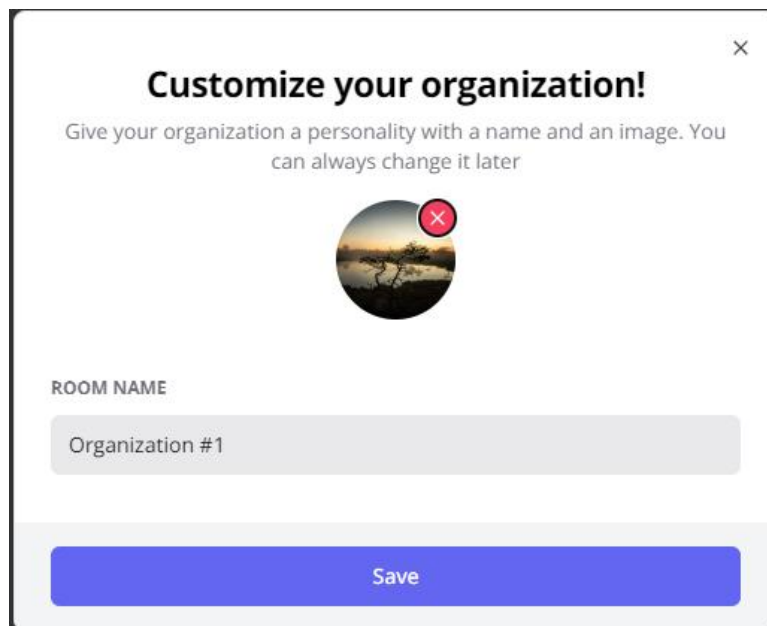 Customize your organization!
Give your organization a personality with a name and an image. You
can always change it later
ROOM NAME
Organization #1
Save